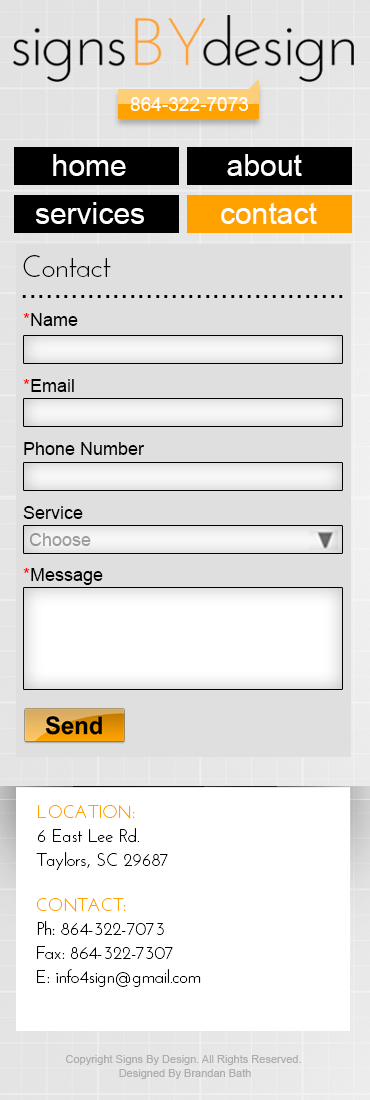 signsBYdesign
864-322-7073
home about
services contact
Contact
*Name
*Email
Phone Number
Service
Choose
*Message
Send
LOCATION:
6 East Lee Rd.
Taylors, SC 29687
CONTACT:
Ph: 864-322-7073
Fax: 864-322-7307
E: info4sign@gmail.com
Copyright Signs By Design. All Rights Reserved.
Designed By Brandan Bath